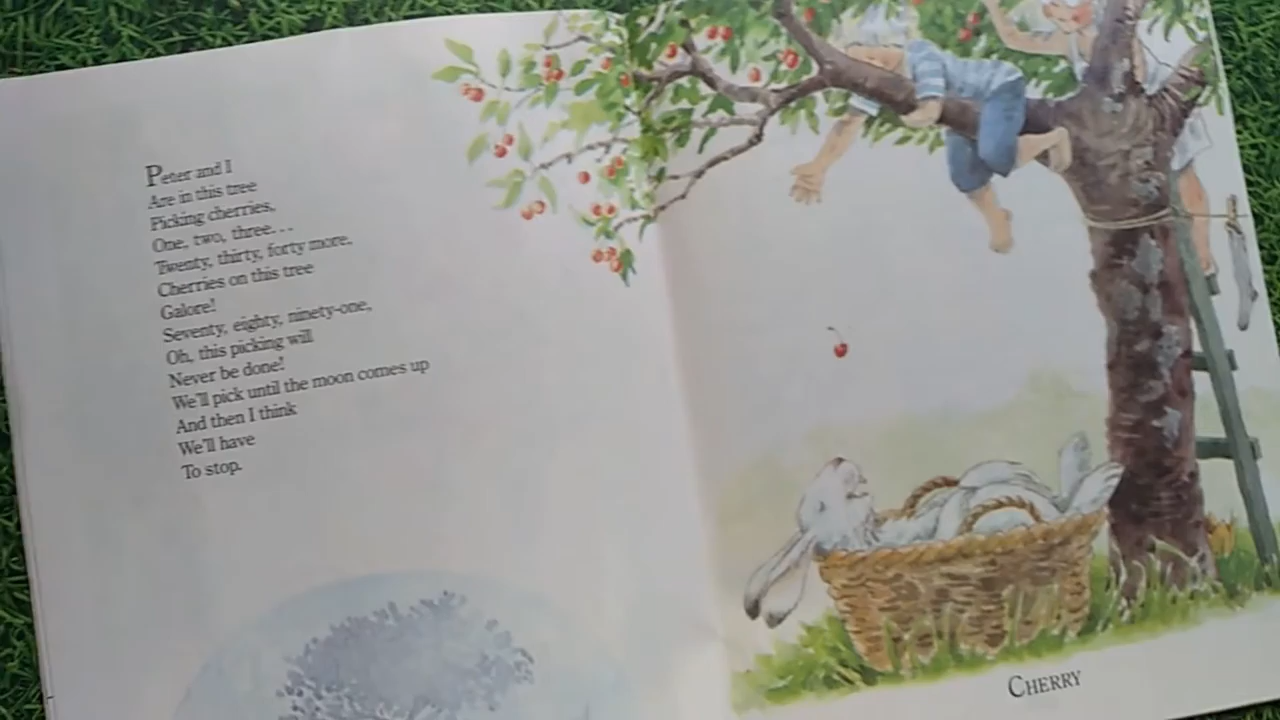 Peter and I
Are in this tree
Picking cherries,
One, two, three...
Twenty, thirty, forty more,
Cherries on this tree
Galore!
Seventy, eighty, ninety-one,
Oh, this picking will
Never be done!
We'll pick until the moon comes up
And then I think
We'll have
To stop.
CHERRY